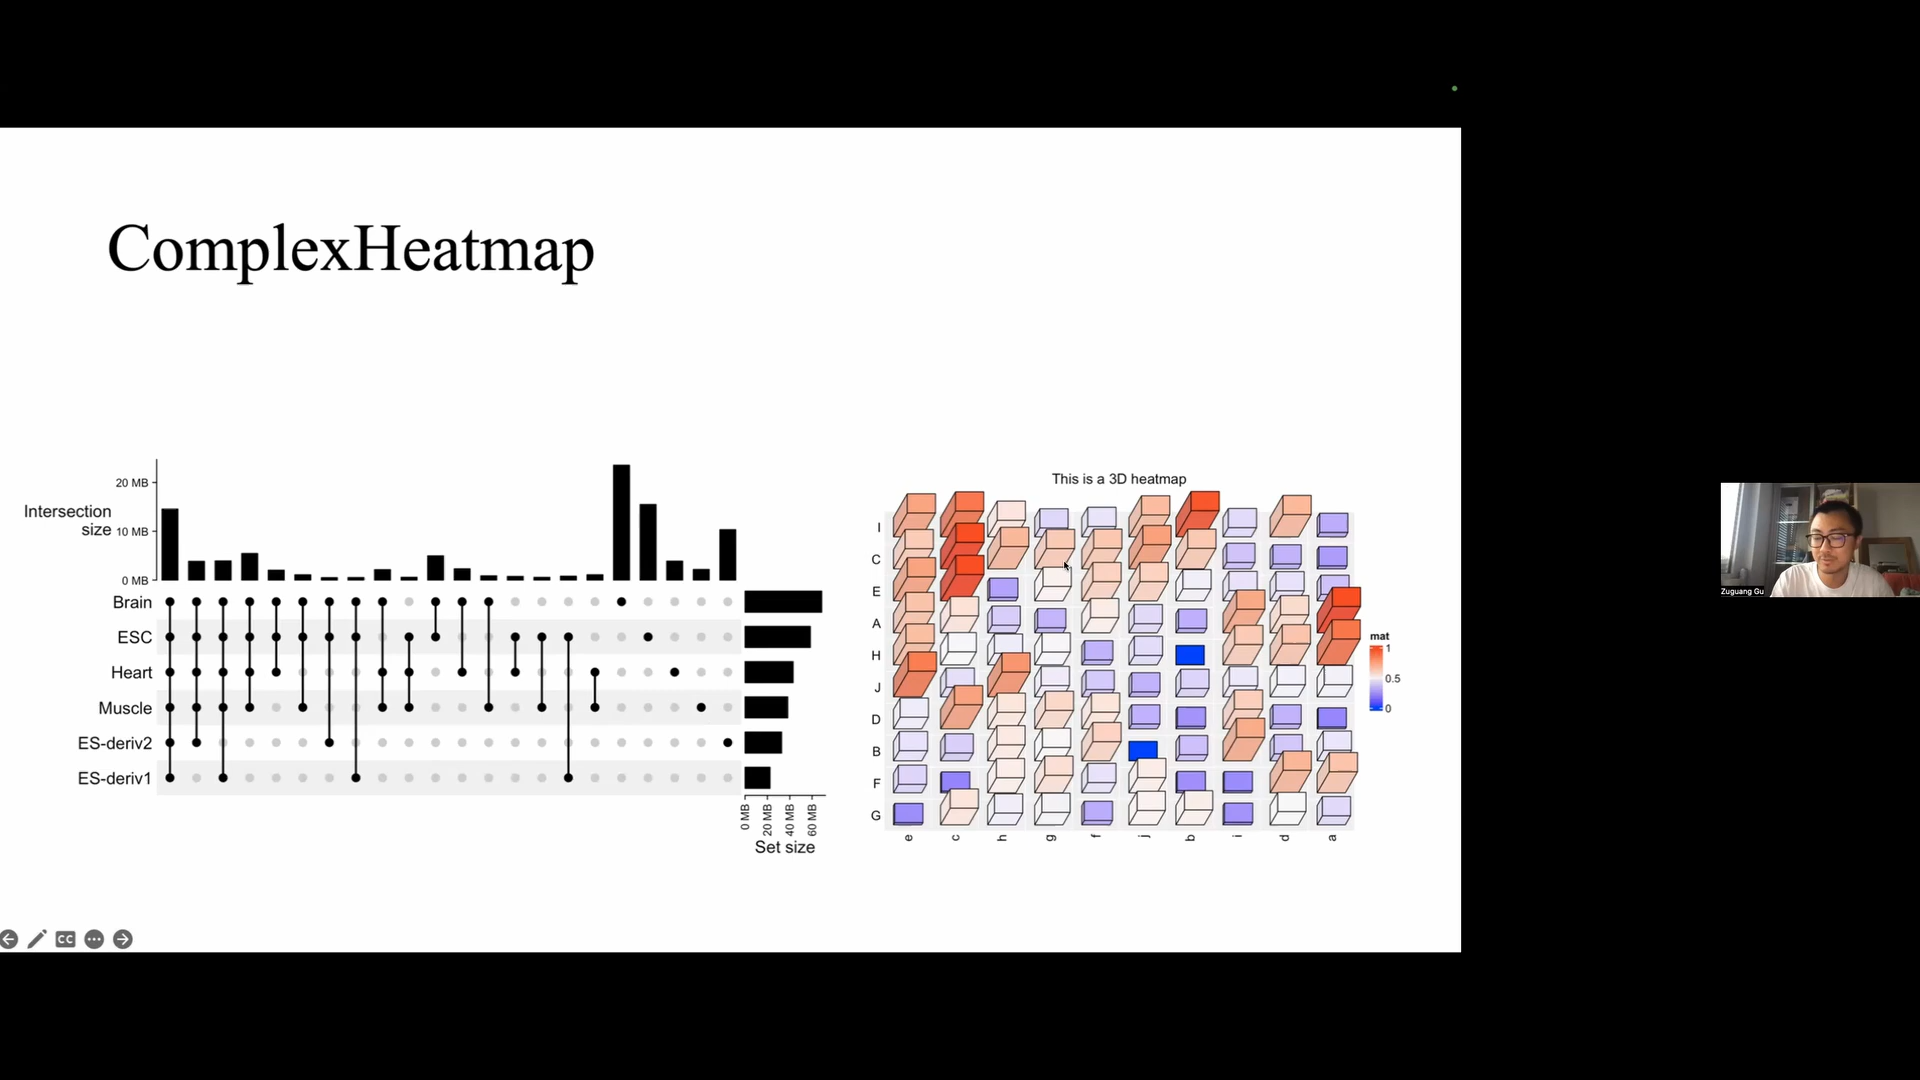 ComplexHeatmap
Intersection
size
20 MB
10 MB
0 MB
Brain
ESC
Heart
Muscle
ES-deriv2
ES-deriv1
0 MB
20 MB
40 MB
60 MB
Set size
This is a 3D heatmap
I
C
E
A
H
J
D
B
F
G
e
c
h
g
f
j
b
i
d
a
mat
1
0.5
0
CC
Zuguang Gu